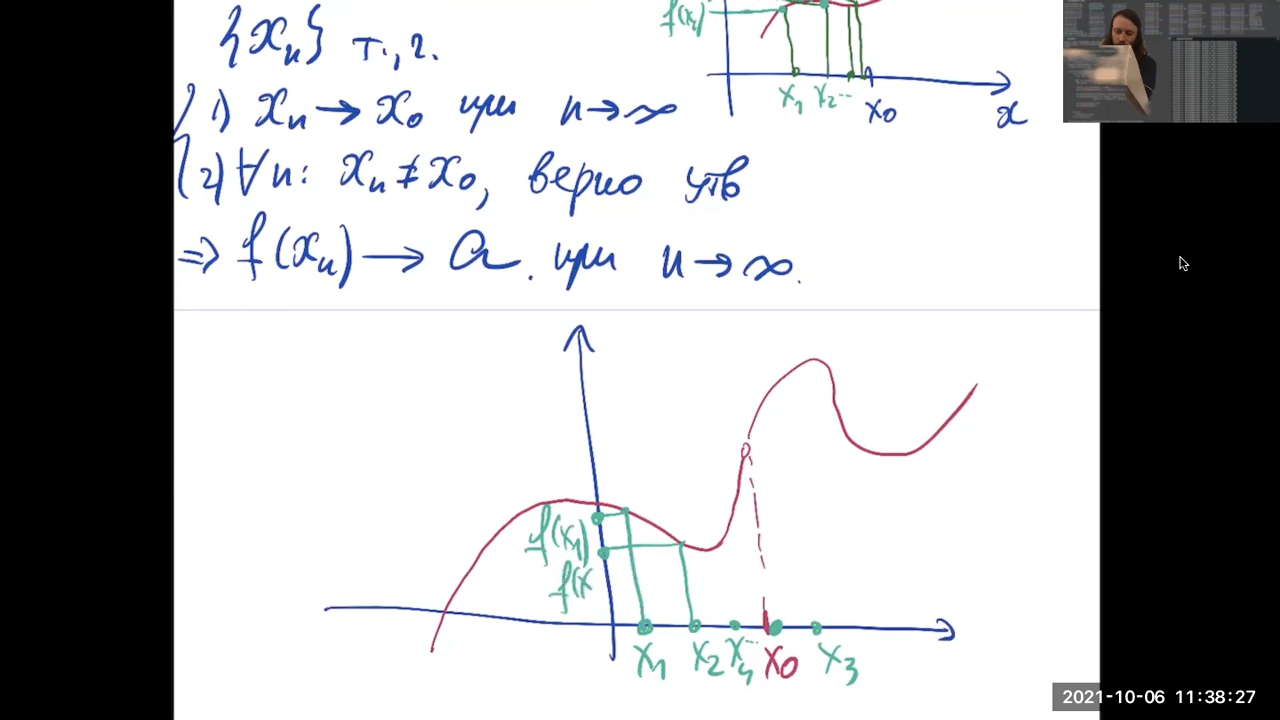 f(x₁)
{xₙ} т.,ч.
x₁ x₂ ... x₀ x
1) xₙ → x₀ при n→∞
2) ∀n: xₙ ≠ x₀, верно утв
⇒ f(xₙ) → a. при n→∞.
f(x₁)
f(x
x₁ x₂ x₄ ... x₀ x₃
2021-10-06 11:38:27